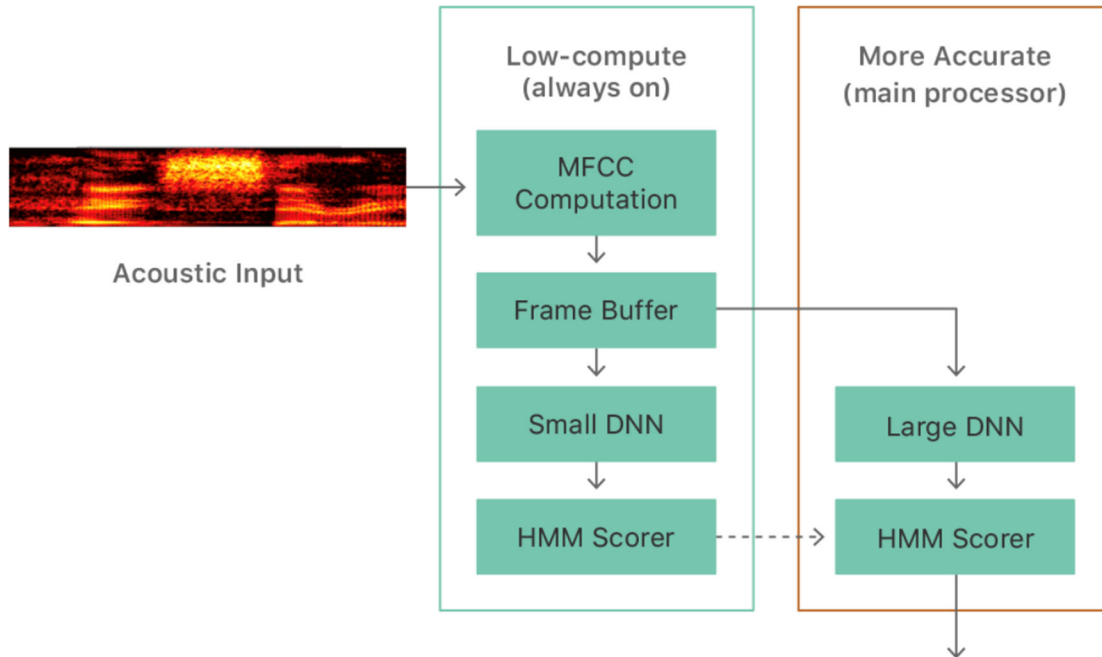 Low-compute
(always on)
More Accurate
(main processor)
MFCC
Computation
Acoustic Input
Frame Buffer
Small DNN
Large DNN
HMM Scorer
HMM Scorer